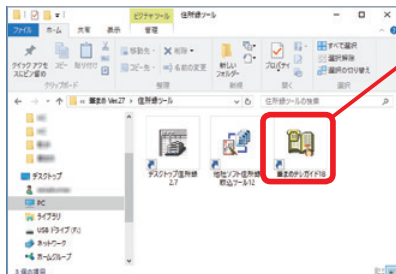 ピクチャツール 住所録ツール
ファイル ホーム 共有 表示 管理
クイック アクセスにピン留め コピー 貼り付け 移動先 削除 コピー先 名前の変更 新しいフォルダー プロパティ 開く すべて選択 選択解除 選択の切り替え
クリップボード 整理 新規 開く 選択
筆まめ Ver.27 › 住所録ツール 住所録ツールの検索
デスクトップ住所録 2.7
他社ソフト住所録取込ツール12
筆まめテレガイド18
デスクトップ
PC
ライブラリ
USB ドライブ (F:)
ネットワーク
ホームグループ
3 個の項目